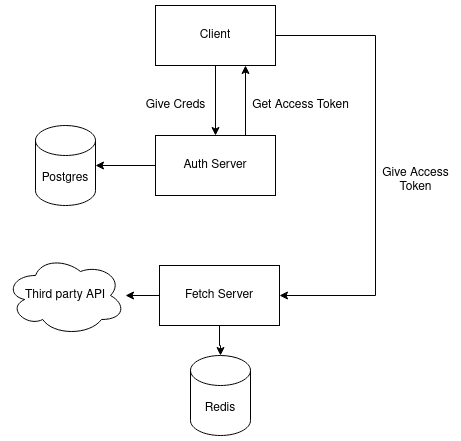 Client
Give Creds
Get Access Token
Auth Server
Postgres
Give Access
Token
Third party API
Fetch Server
Redis